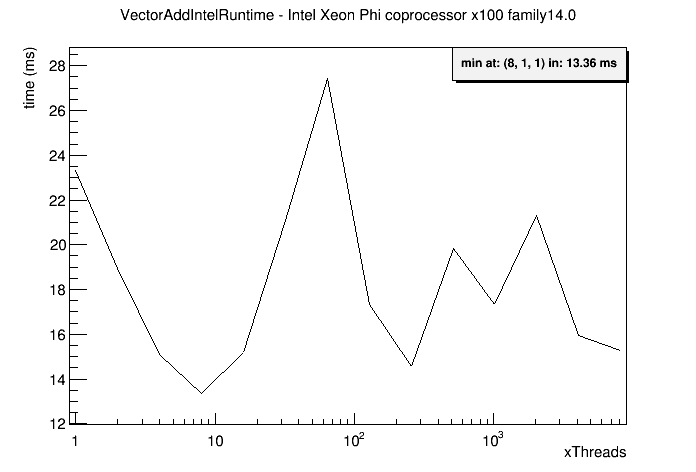 VectorAddIntelRuntime - Intel Xeon Phi coprocessor x100 family14.0
time (ms)
min at: (8, 1, 1) in: 13.36 ms
28
26
24
22
20
18
16
14
12
1 10 10² 10³
xThreads